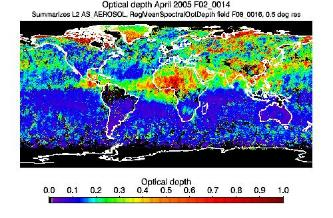 Optical depth April 2005 F02_0014
Summarizes L2 AS_AEROSOL, RegMeanSpectralOptDepth field F09_0016, 0.5 deg res
Optical depth
0.0 0.1 0.2 0.3 0.4 0.5 0.6 0.7 0.8 0.9 1.0